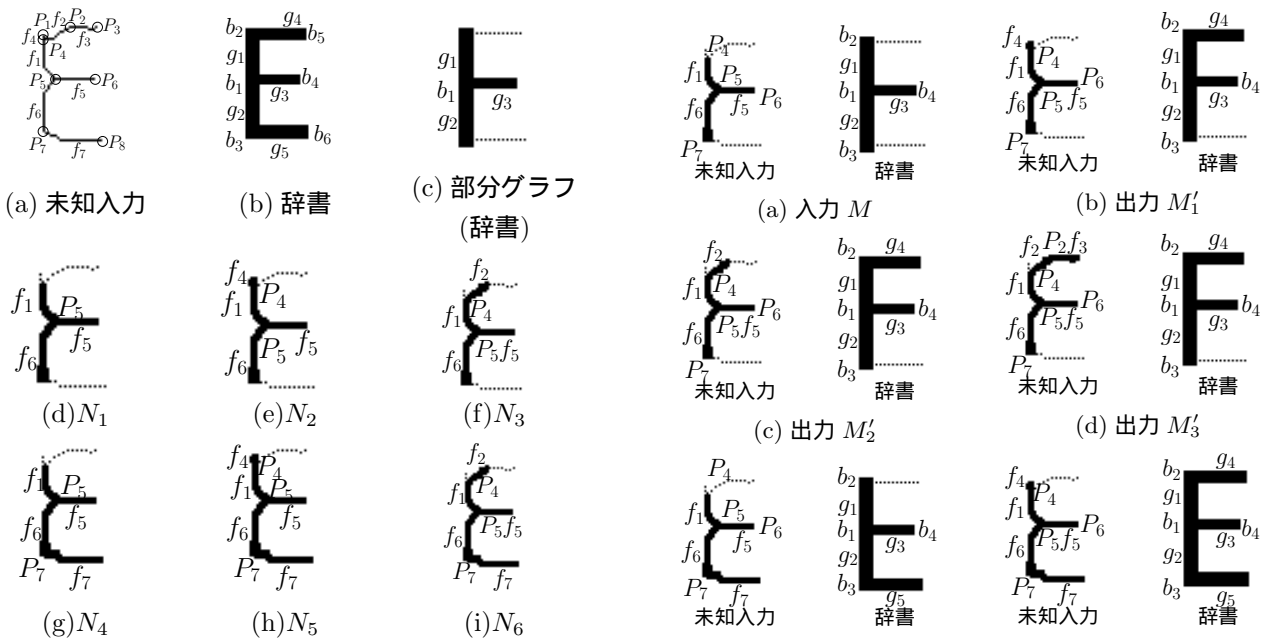 P1 f2 P2 P3
f4 P4 f3
f1
P5 P6
f5
f6
P7 P8
f7
(a) 未知入力
b2 g4 b5
g1
b1 b4
g3
g2
b3 b6
g5
(b) 辞書
g1
b1
g3
g2
(c) 部分グラフ
(辞書)
f1 P5
f5
f6
(d)N1
f4
f1 P4
P5 f5
f6
(e)N2
f2
f1 P4
P5 f5
f6
(f)N3
f1 P5
f5
f6
P7 f7
(g)N4
f4 P4
f1 P5
f5
f6
P7 f7
(h)N5
f2
f1 P4
P5 f5
f6
P7 f7
(i)N6
P4
f1 P5
f5 P6
f6
P7
未知入力
b2
g1
b1 b4
g3
g2
b3
辞書
(a) 入力 M
f4
P4
f1
P6
f6 P5 f5
P7
未知入力
b2 g4
g1
b1 b4
g3
g2
b3
辞書
(b) 出力 M′1
f2
f1 P4
P6
P5 f5
f6
P7
未知入力
b2 g4
g1
b1 b4
g3
g2
b3
辞書
(c) 出力 M′2
f2 P2 f3
f1 P4
P6
P5 f5
f6
P7
未知入力
b2 g4
g1
b1 b4
g3
g2
b3
辞書
(d) 出力 M′3
P4
f1 P5
P6
f5
f6
P7 f7
未知入力
b2
g1
b1 b4
g3
g2
b3
g5
辞書
f4
P4
f1
P6
P5 f5
f6
P7 f7
未知入力
b2 g4
g1
b1 b4
g3
g2
b3
g5
辞書